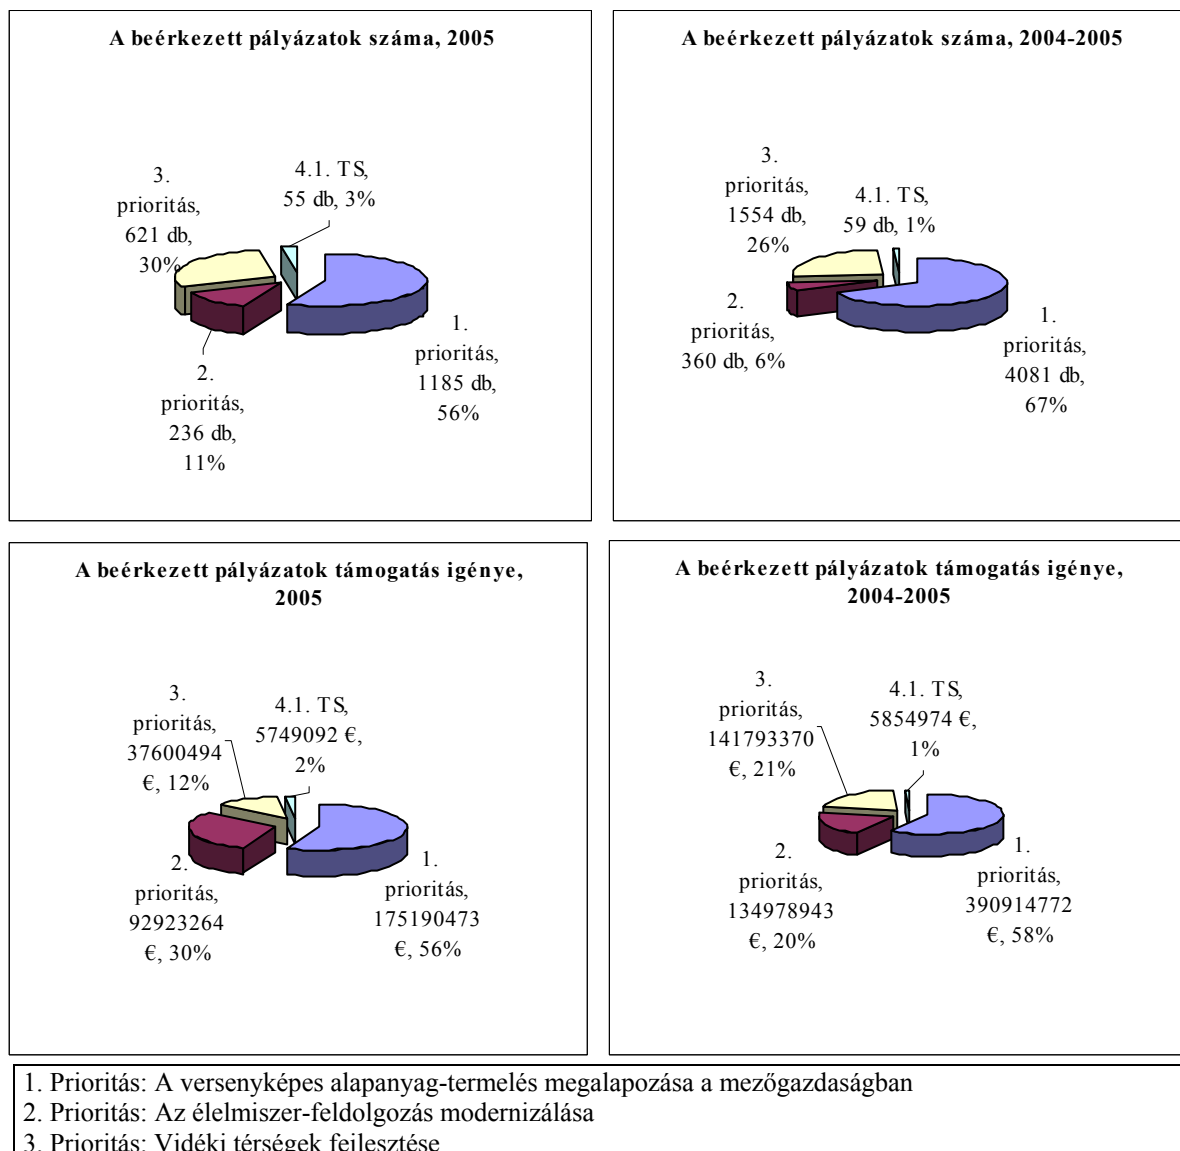 A beérkezett pályázatok száma, 2005
3.
prioritás,
621 db,
30%
4.1. TS,
55 db, 3%
2.
prioritás,
236 db,
11%
1.
prioritás,
1185 db,
56%
A beérkezett pályázatok száma, 2004-2005
3.
prioritás,
1554 db,
26%
4.1. TS,
59 db, 1%
2.
prioritás,
360 db, 6%
1.
prioritás,
4081 db,
67%
A beérkezett pályázatok támogatás igénye,
2005
3.
prioritás,
37600494
€, 12%
4.1. TS,
5749092 €,
2%
2.
prioritás,
92923264
€, 30%
1.
prioritás,
175190473
€, 56%
A beérkezett pályázatok támogatás igénye,
2004-2005
3.
prioritás,
141793370
€, 21%
4.1. TS,
5854974 €,
1%
2.
prioritás,
134978943
€, 20%
1.
prioritás,
390914772
€, 58%
1. Prioritás: A versenyképes alapanyag-termelés megalapozása a mezőgazdaságban
2. Prioritás: Az élelmiszer-feldolgozás modernizálása
3. Prioritás: Vidéki térségek fejlesztése